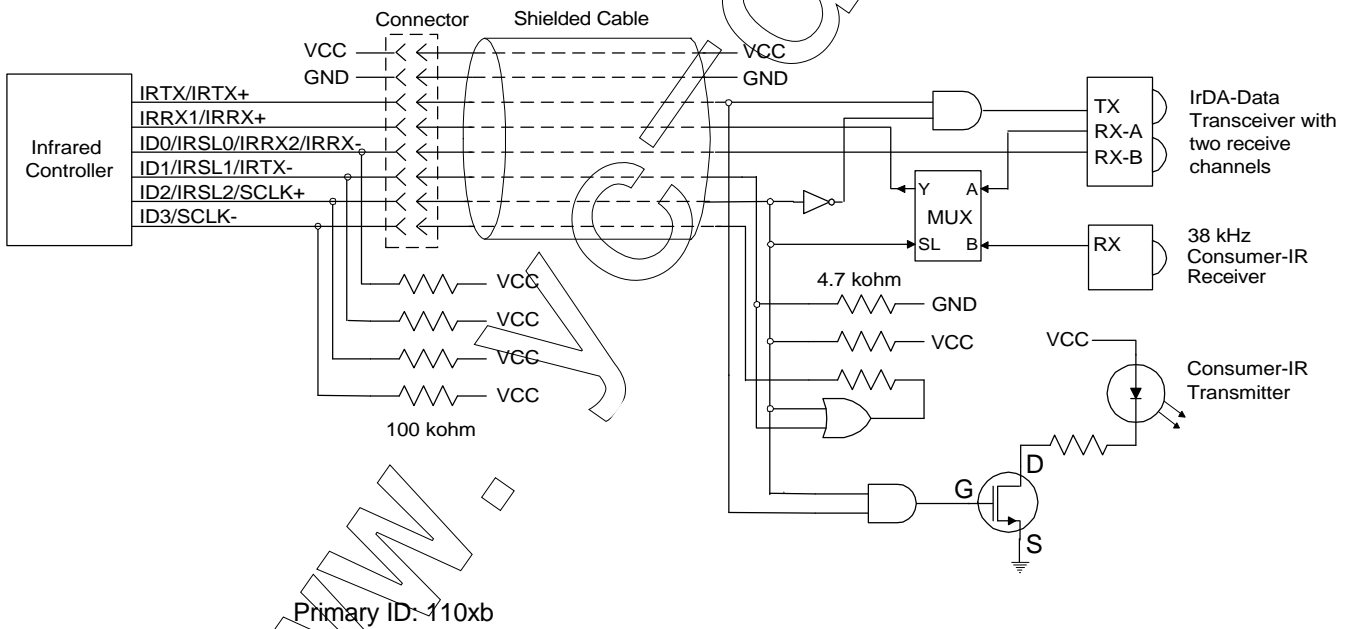 Connector
Shielded Cable
VCC
VCC
GND
GND
Infrared
Controller
IRTX/IRTX+
IRRX1/IRRX+
ID0/IRSL0/IRRX2/IRRX-
ID1/IRSL1/IRTX-
ID2/IRSL2/SCLK+
ID3/SCLK-
TX
RX-A
RX-B
IrDA-Data
Transceiver with
two receive
channels
Y
A
MUX
SL
B
RX
38 kHz
Consumer-IR
Receiver
VCC
VCC
VCC
VCC
100 kohm
4.7 kohm
GND
VCC
VCC
Consumer-IR
Transmitter
D
G
S
Primary ID: 110xb